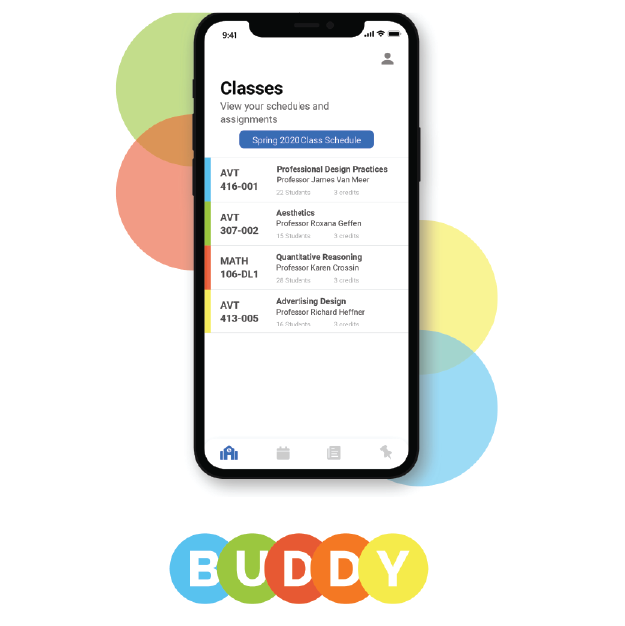 9:41
Classes
View your schedules and
assignments
Spring 2020 Class Schedule
AVT
416-001
Professional Design Practices
Professor James Van Meer
22 Students 3 credits
AVT
307-002
Aesthetics
Professor Roxana Geffen
15 Students 3 credits
MATH
106-DL1
Quantitative Reasoning
Professor Karen Crossin
28 Students 3 credits
AVT
413-005
Advertising Design
Professor Richard Heffner
16 Students 3 credits
BUDDY